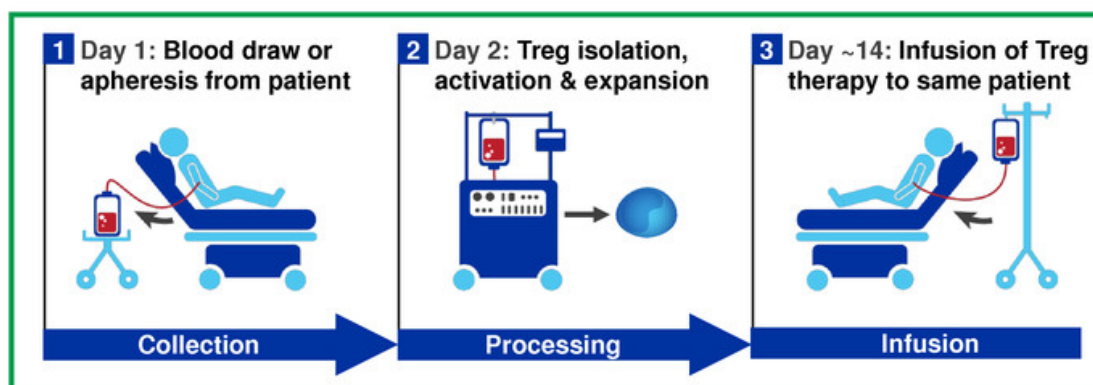 1 Day 1: Blood draw or
apheresis from patient
2 Day 2: Treg isolation,
activation & expansion
3 Day ~14: Infusion of Treg
therapy to same patient
Collection
Processing
Infusion